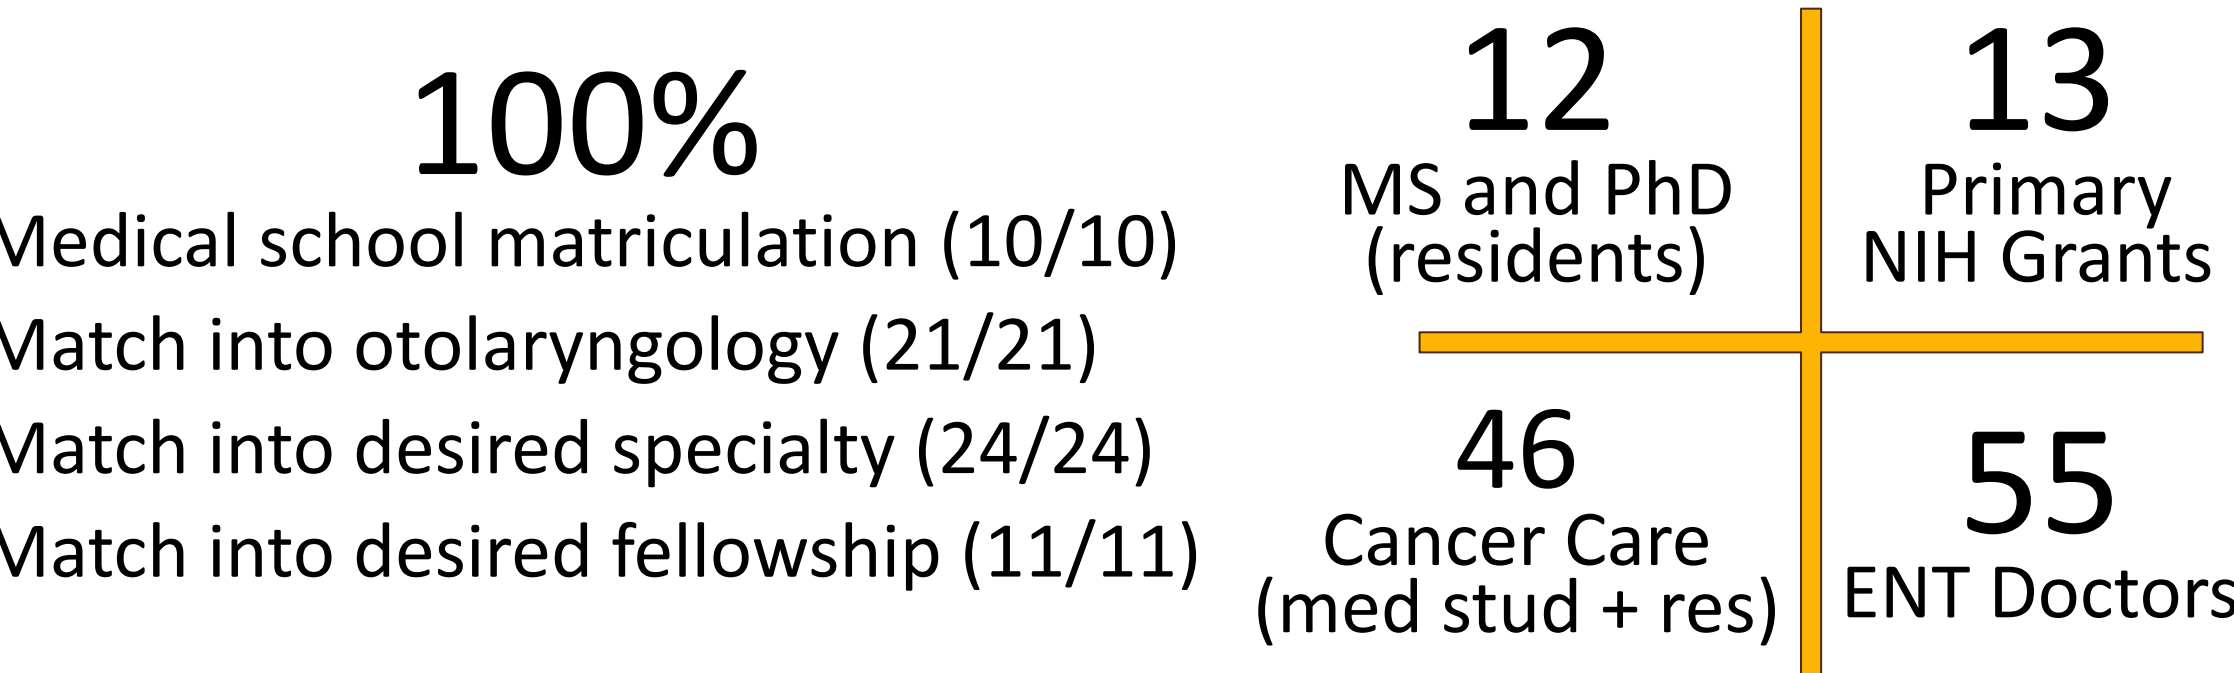 100%
Medical school matriculation (10/10)
Match into otolaryngology (21/21)
Match into desired specialty (24/24)
Match into desired fellowship (11/11)
12
MS and PhD
(residents)
13
Primary
NIH Grants
46
Cancer Care
(med stud + res)
55
ENT Doctors